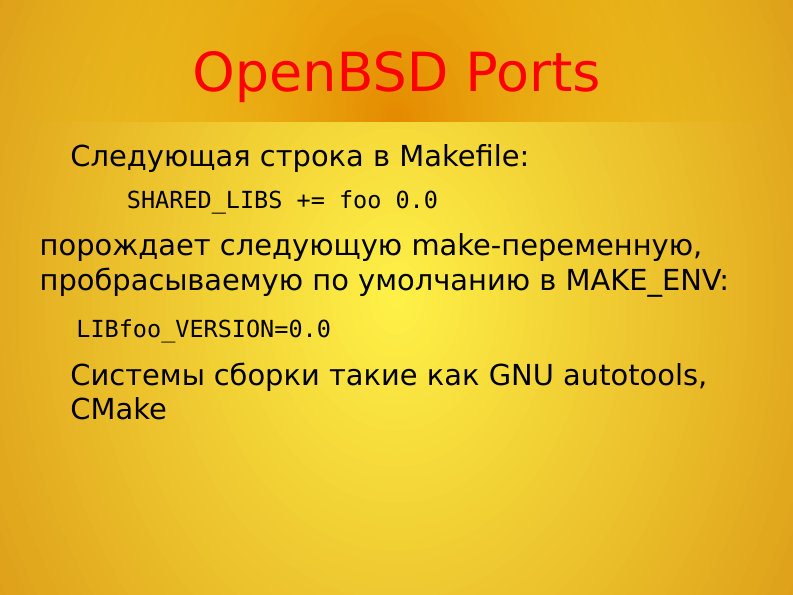 OpenBSD Ports
Следующая строка в Makefile:
SHARED_LIBS += foo 0.0
порождает следующую make-переменную,
пробрасываемую по умолчанию в MAKE_ENV:
LIBfoo_VERSION=0.0
Системы сборки такие как GNU autotools,
CMake